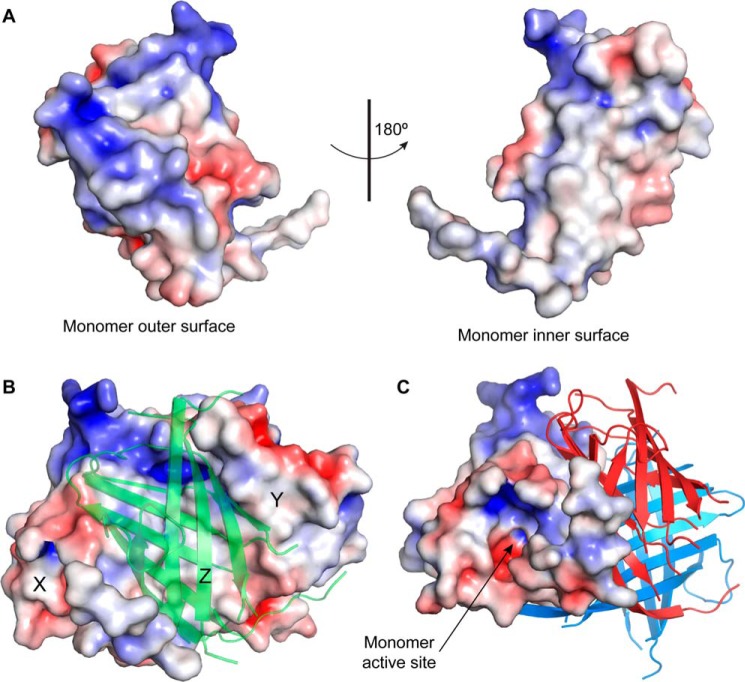 A
180º
Monomer outer surface
Monomer inner surface
B
C
X
Y
Z
Monomer
active site